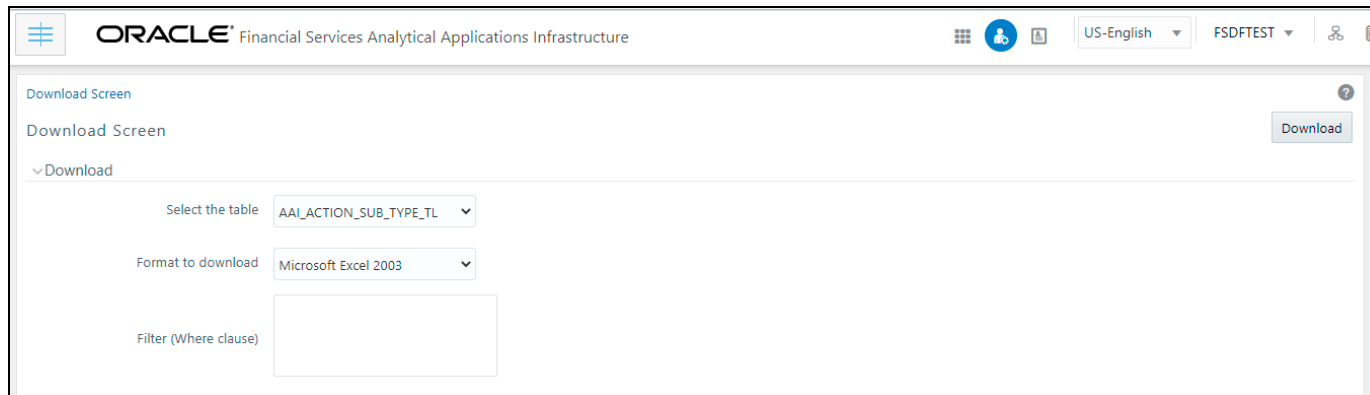 ORACLE® Financial Services Analytical Applications Infrastructure US-English FSDFTEST
Download Screen
Download Screen Download
Download
Select the table AAI_ACTION_SUB_TYPE_TL
Format to download Microsoft Excel 2003
Filter (Where clause)